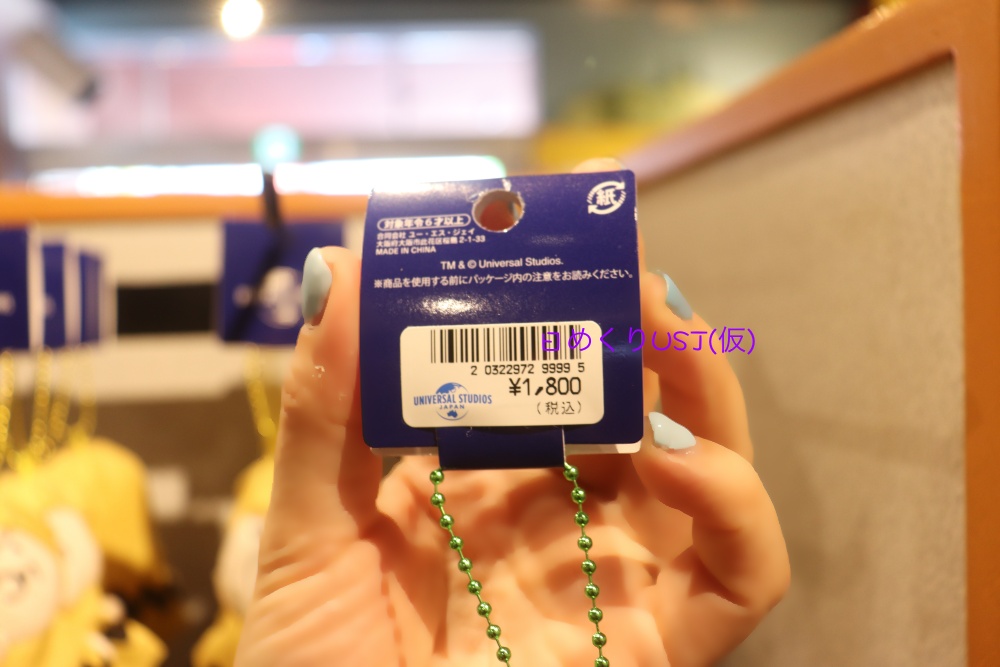 紙
対象年令6才以上
合同会社 ユー・エス・ジェイ
大阪府大阪市此花区桜島2-1-33
MADE IN CHINA
TM & © Universal Studios.
※商品を使用する前にパッケージ内の注意をお読みください。
日めくりUSJ(仮)
2 0322972 9999 5
¥1,800
(税込)
UNIVERSAL STUDIOS
JAPAN